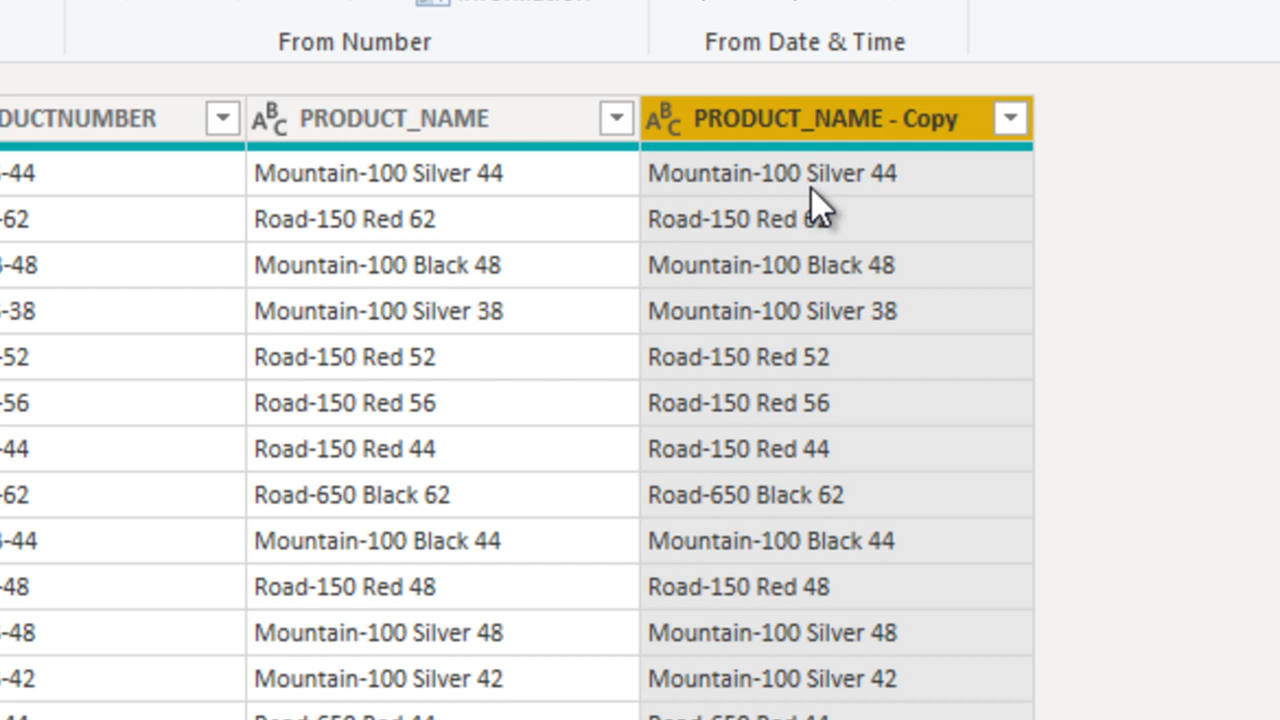 From Number From Date & Time
DUCTNUMBER ABC PRODUCT_NAME ABC PRODUCT_NAME - Copy
-44 Mountain-100 Silver 44 Mountain-100 Silver 44
-62 Road-150 Red 62 Road-150 Red
-48 Mountain-100 Black 48 Mountain-100 Black 48
-38 Mountain-100 Silver 38 Mountain-100 Silver 38
-52 Road-150 Red 52 Road-150 Red 52
-56 Road-150 Red 56 Road-150 Red 56
-44 Road-150 Red 44 Road-150 Red 44
-62 Road-650 Black 62 Road-650 Black 62
-44 Mountain-100 Black 44 Mountain-100 Black 44
-48 Road-150 Red 48 Road-150 Red 48
-48 Mountain-100 Silver 48 Mountain-100 Silver 48
-42 Mountain-100 Silver 42 Mountain-100 Silver 42